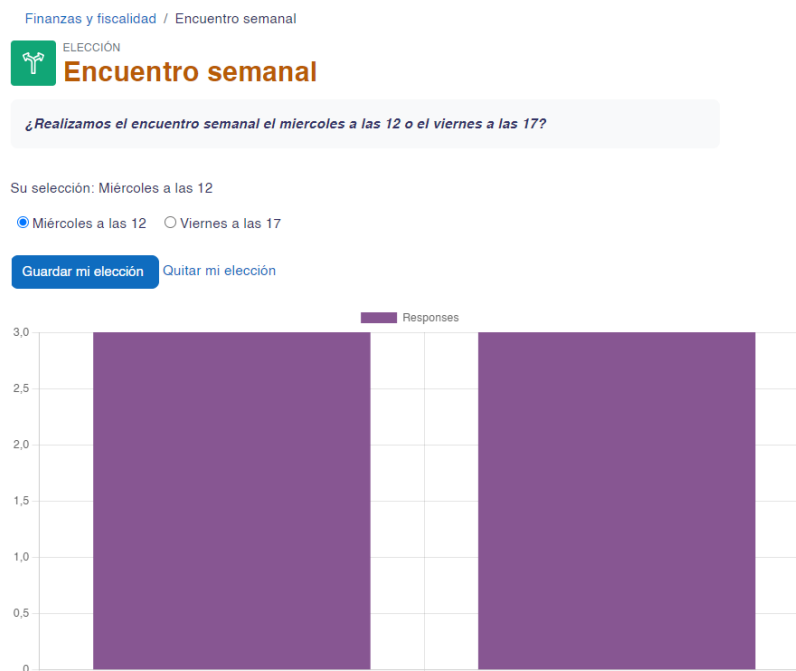 Finanzas y fiscalidad / Encuentro semanal
ELECCIÓN
Encuentro semanal
¿Realizamos el encuentro semanal el miercoles a las 12 o el viernes a las 17?
Su selección: Miércoles a las 12
Miércoles a las 12 Viernes a las 17
Guardar mi elección Quitar mi elección
Responses
3,0
2,5
2,0
1,5
1,0
0,5
0